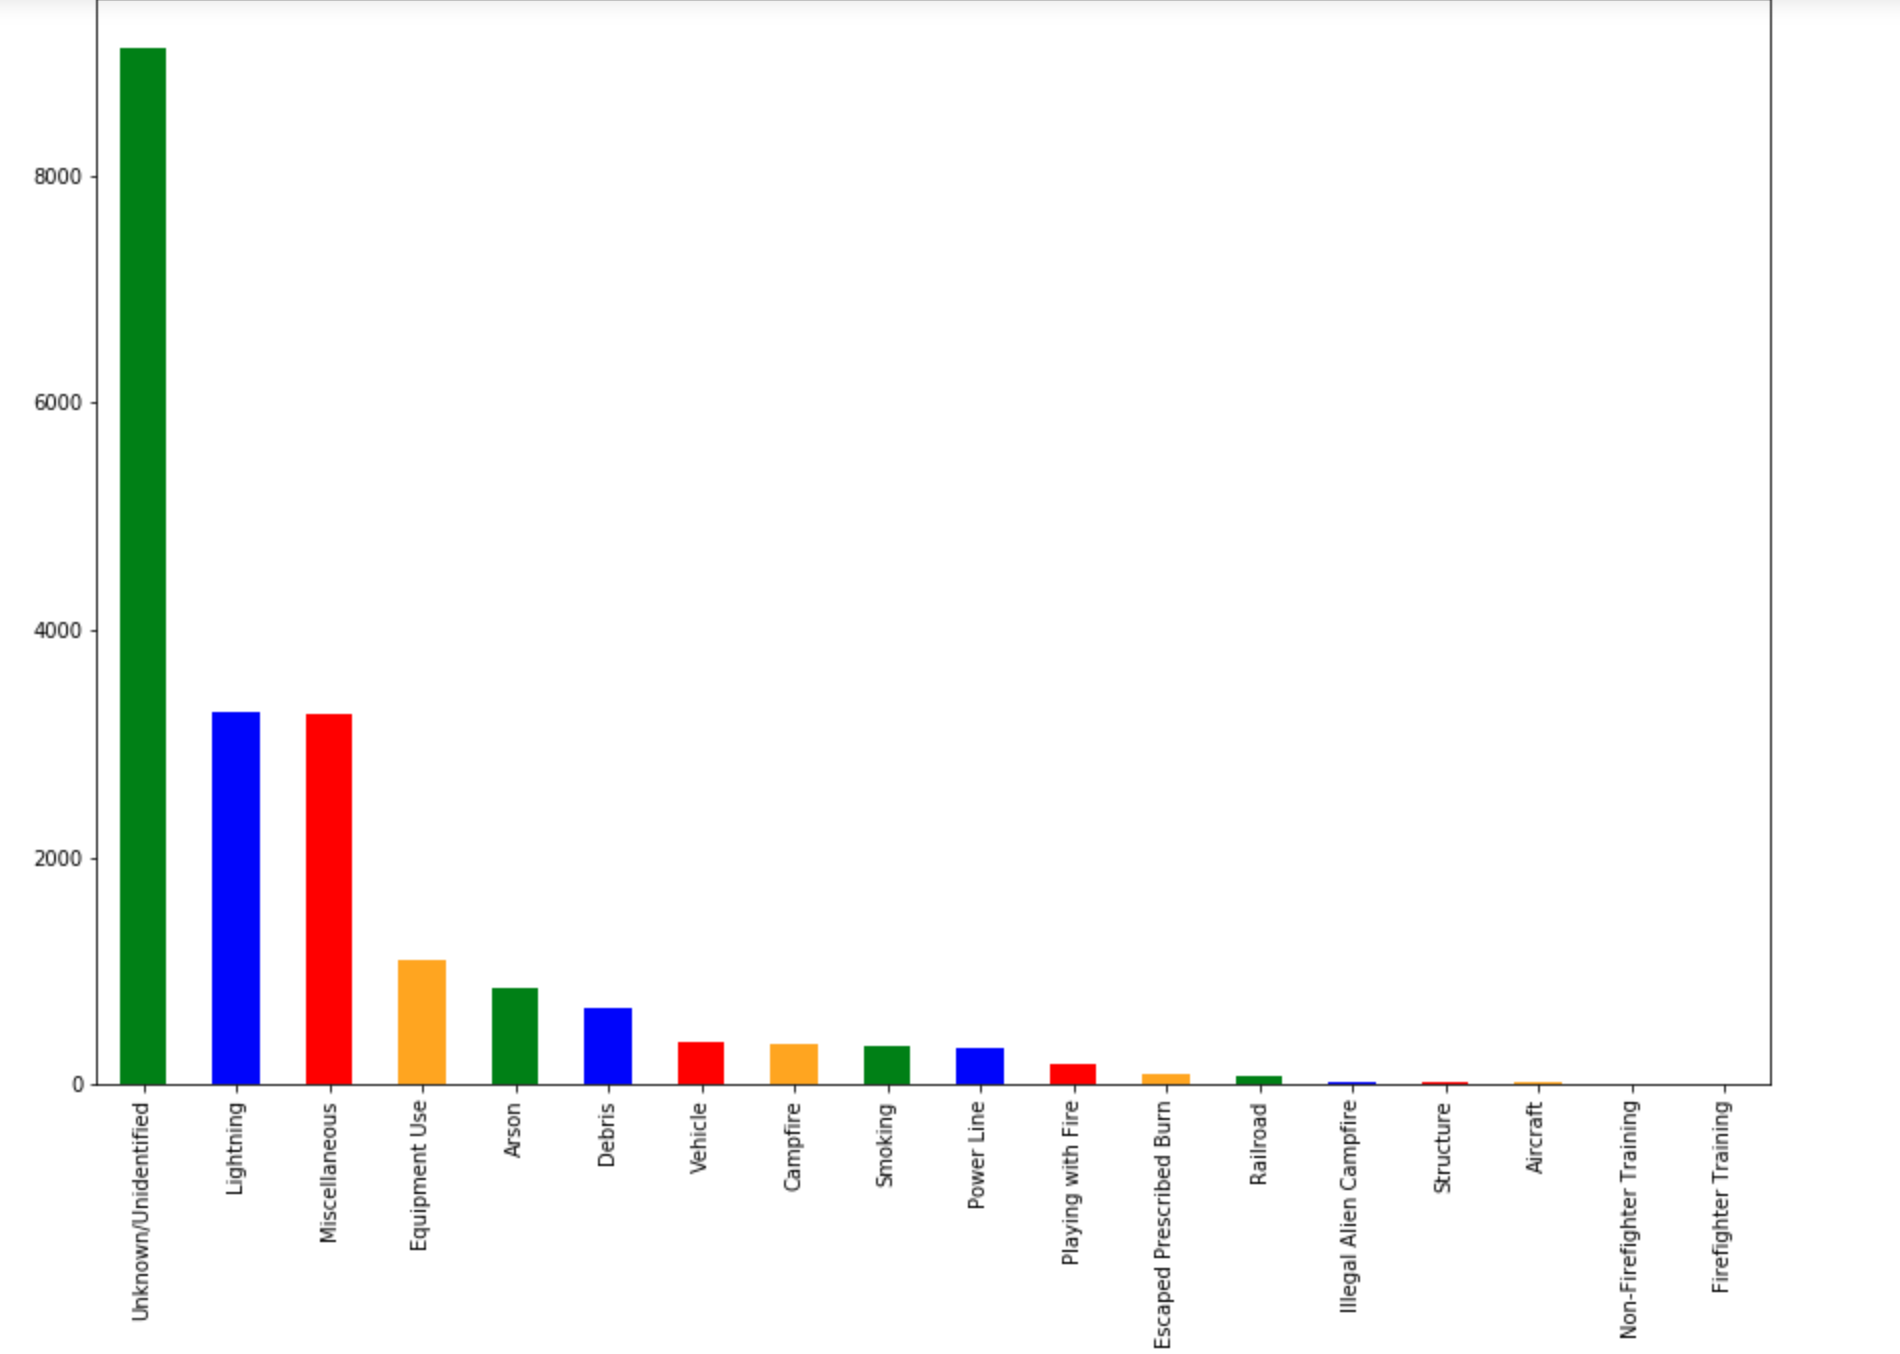 8000
6000
4000
2000
0
Unknown/Unidentified
Lightning
Miscellaneous
Equipment Use
Arson
Debris
Vehicle
Campfire
Smoking
Power Line
Playing with Fire
Escaped Prescribed Burn
Railroad
Illegal Alien Campfire
Structure
Aircraft
Non-Firefighter Training
Firefighter Training